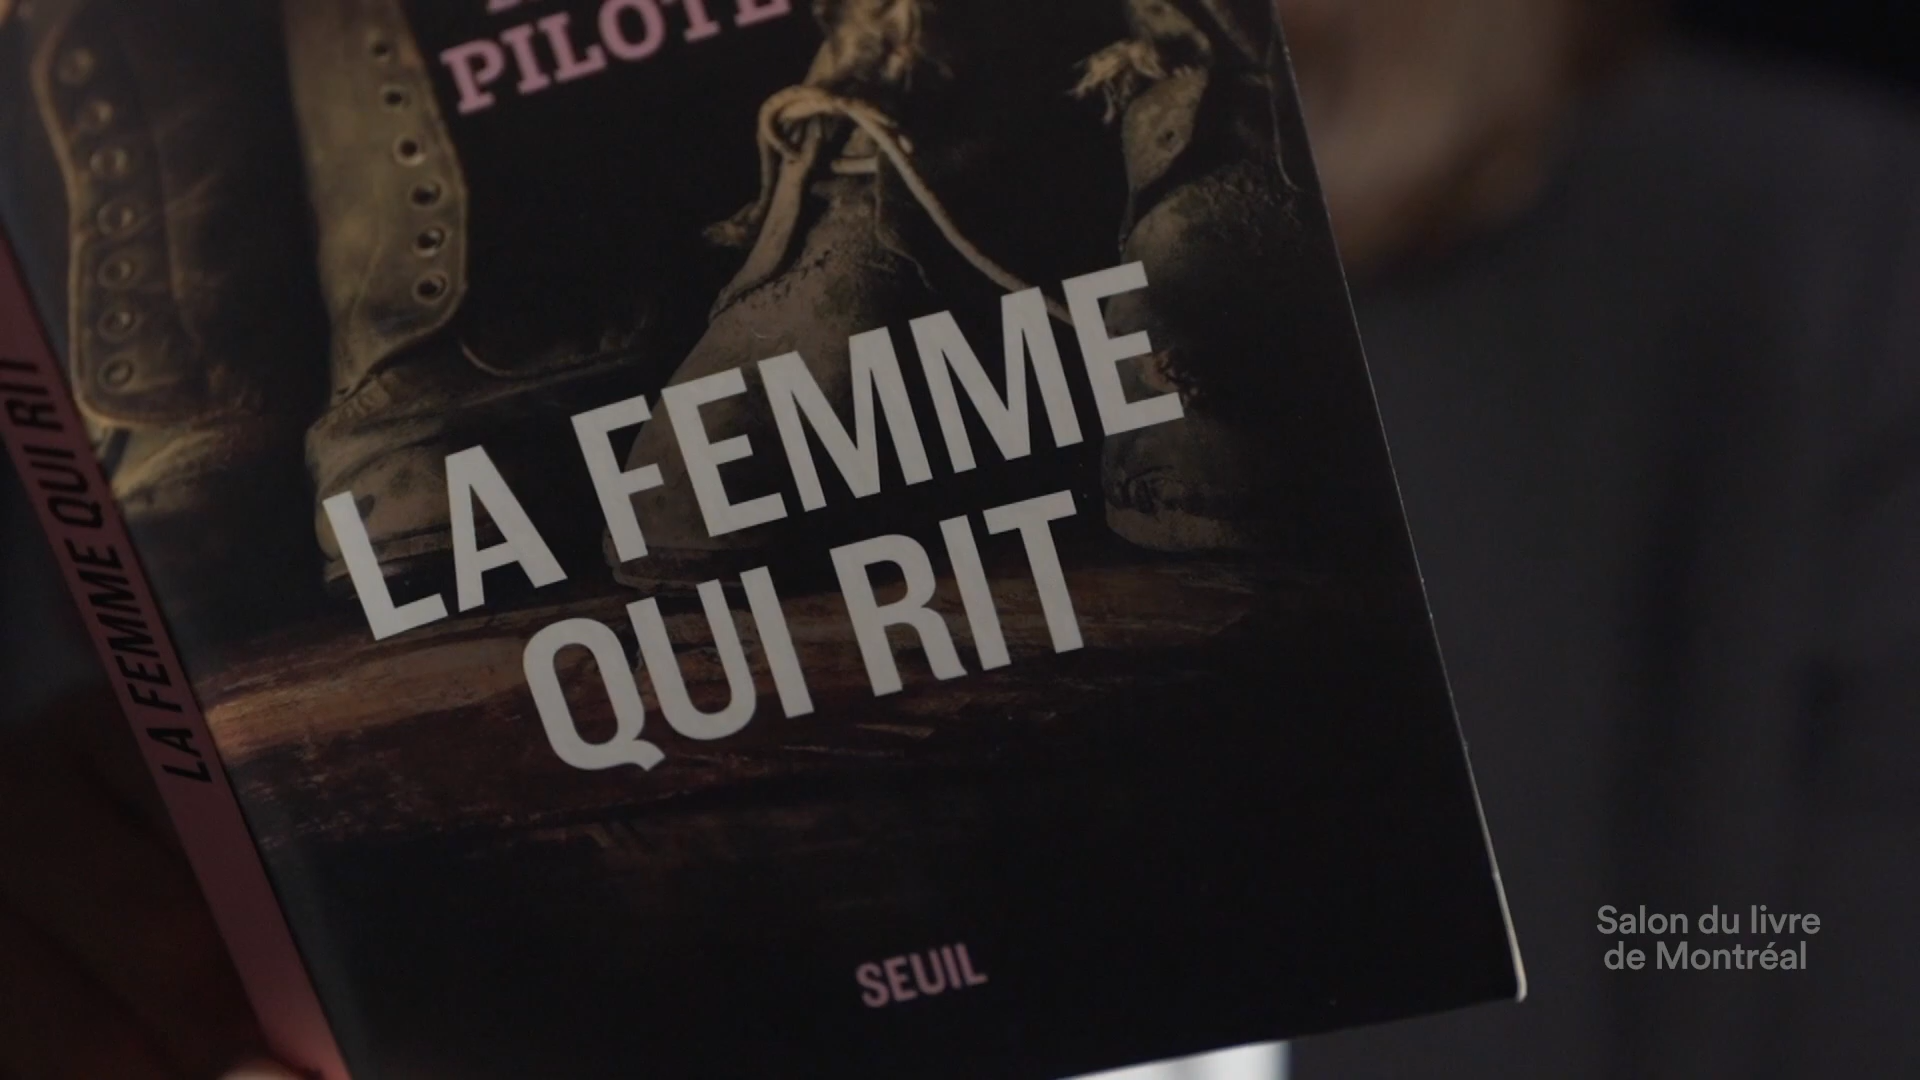 PILOTE
LA FEMME
QUI RIT
SEUIL
LA FEMME QUI RIT
Salon du livre
de Montréal